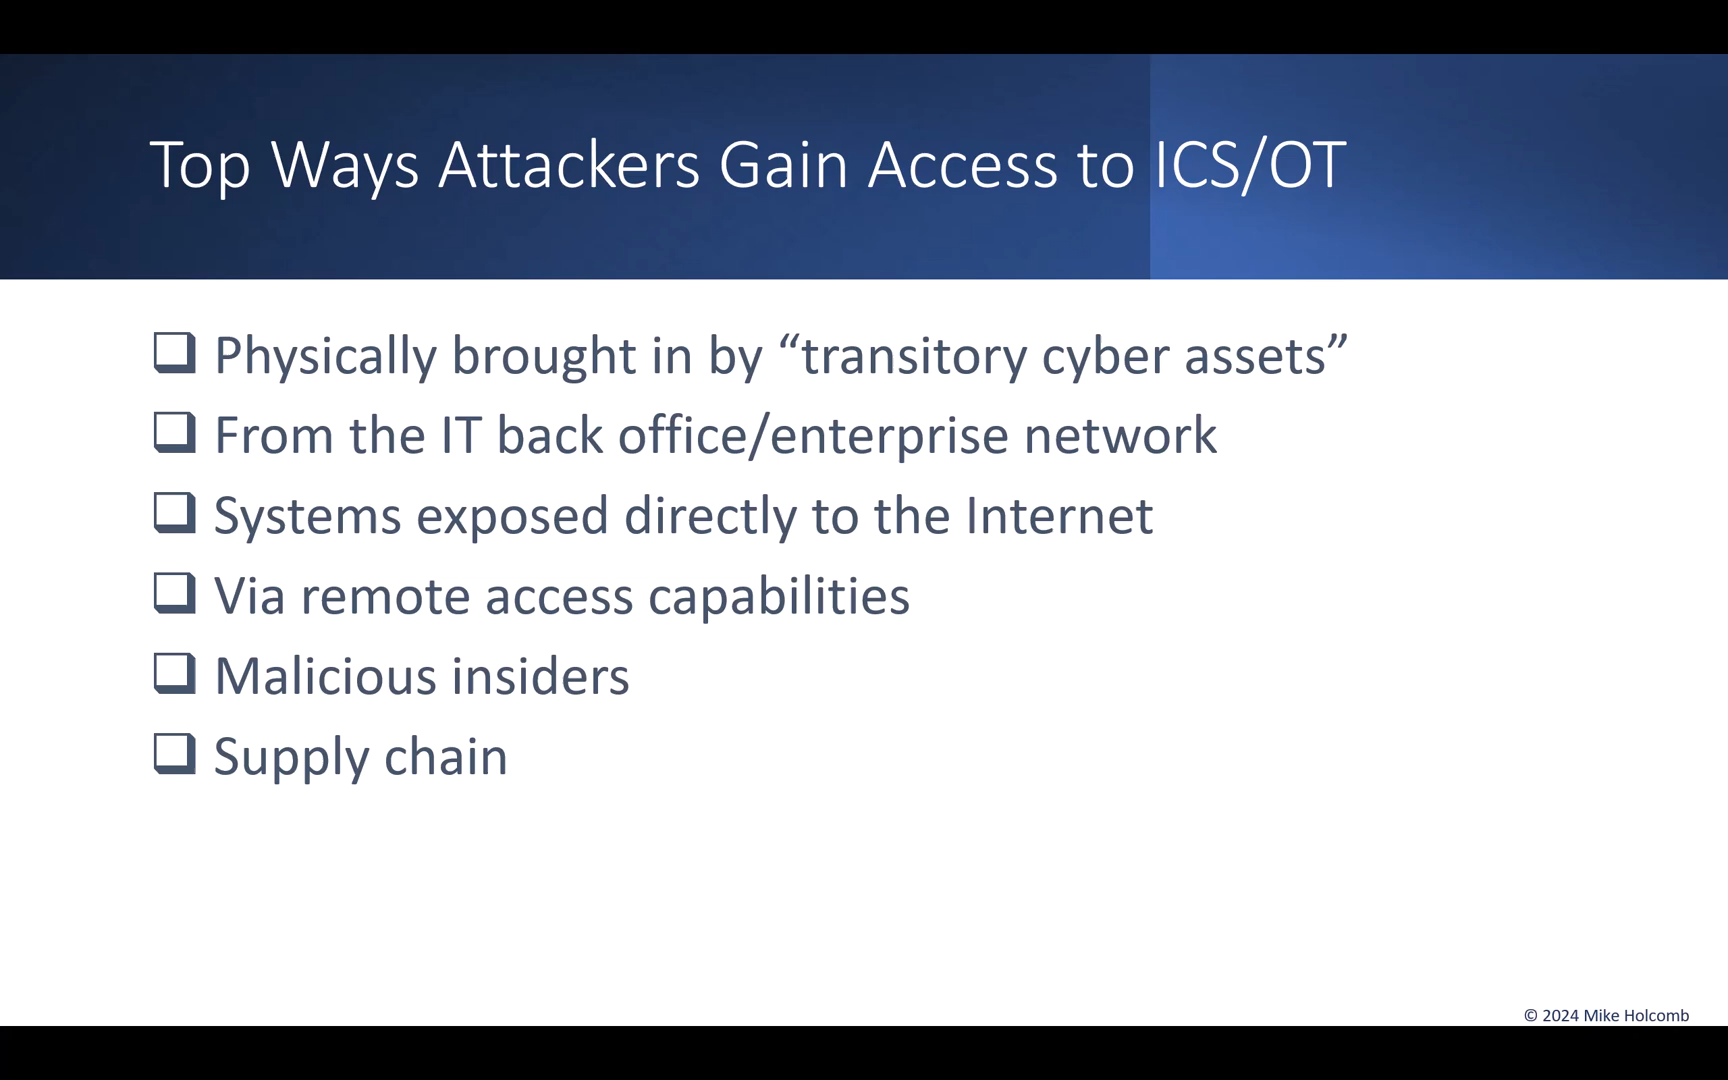 Top Ways Attackers Gain Access to ICS/OT
Physically brought in by “transitory cyber assets”
From the IT back office/enterprise network
Systems exposed directly to the Internet
Via remote access capabilities
Malicious insiders
Supply chain
© 2024 Mike Holcomb